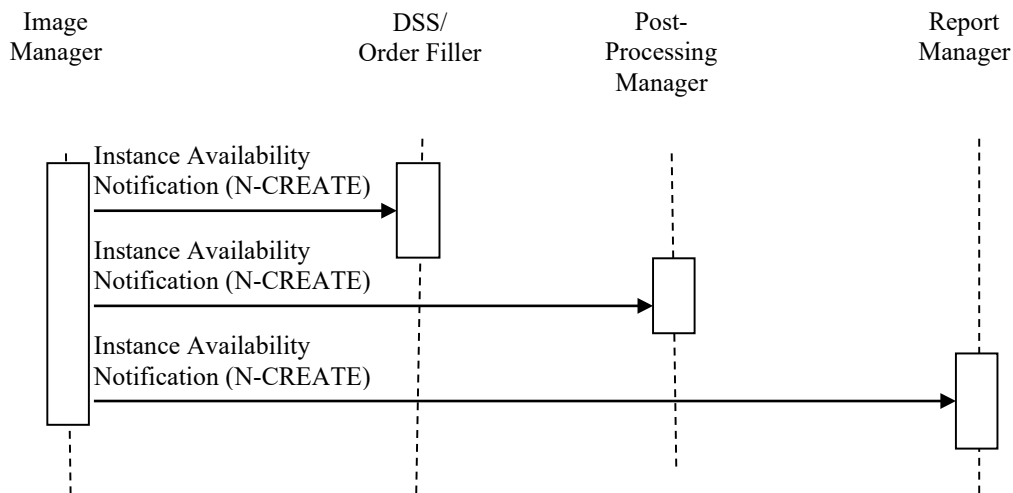 Image
Manager
DSS/
Order Filler
Post-
Processing
Manager
Report
Manager
Instance Availability
Notification (N-CREATE)
Instance Availability
Notification (N-CREATE)
Instance Availability
Notification (N-CREATE)